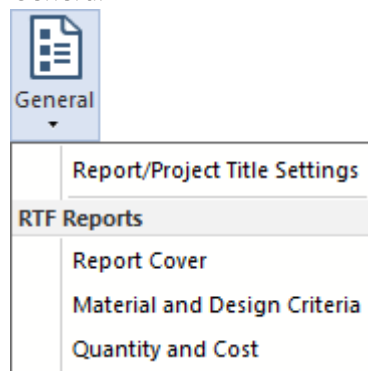 General
Report/Project Title Settings
RTF Reports
Report Cover
Material and Design Criteria
Quantity and Cost